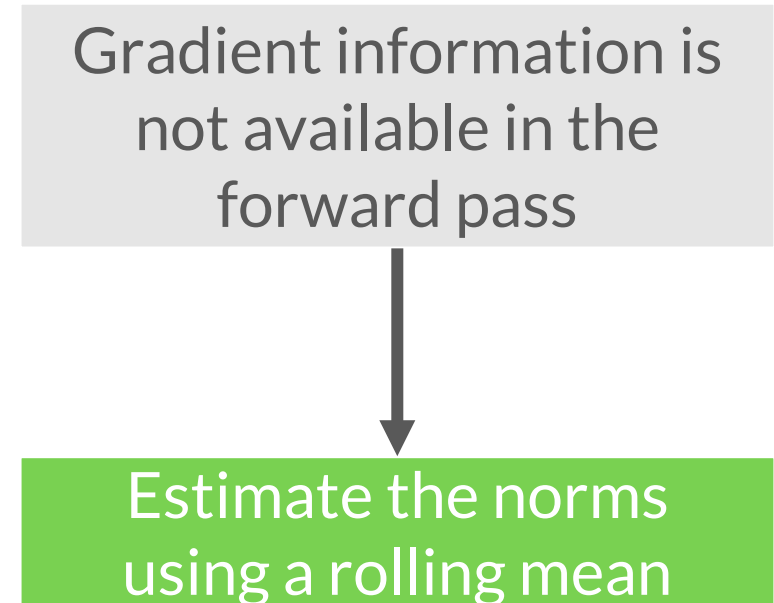 Gradient information is
not available in the
forward pass
Estimate the norms
using a rolling mean